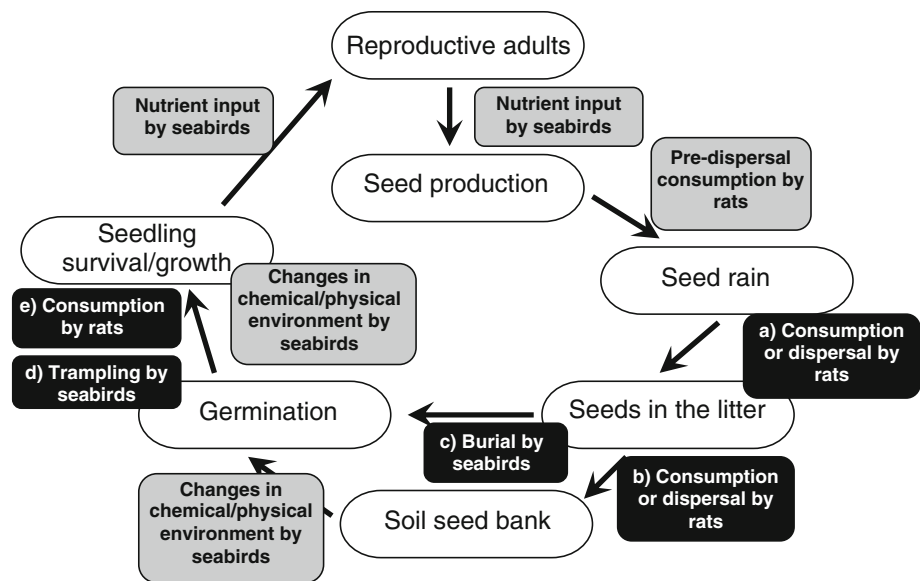 Reproductive adults
Nutrient input
by seabirds
Nutrient input
by seabirds
Seed production
Pre-dispersal
consumption by
rats
Seed rain
a) Consumption
or dispersal by
rats
Seeds in the litter
b) Consumption
or dispersal by
rats
c) Burial by
seabirds
Soil seed bank
Changes in
chemical/physical
environment by
seabirds
Germination
d) Trampling by
seabirds
e) Consumption
by rats
Changes in
chemical/physical
environment by
seabirds
Seedling
survival/growth